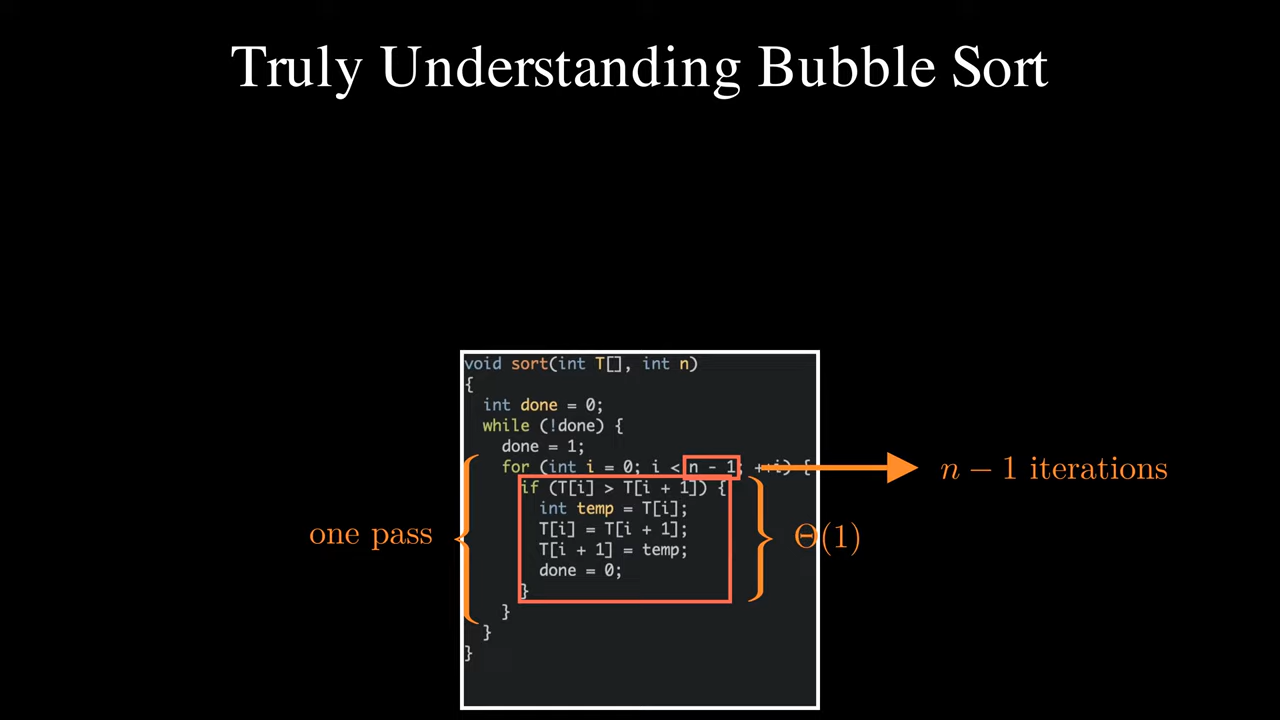 Truly Understanding Bubble Sort
void sort(int T[], int n)
{
int done = 0;
while (!done) {
done = 1;
for (int i = 0; i < n - 1; ++i) {
n − 1 iterations
if (T[i] > T[i + 1]) {
int temp = T[i];
T[i] = T[i + 1];
one pass
Θ(1)
T[i + 1] = temp;
done = 0;
}
}
}
}